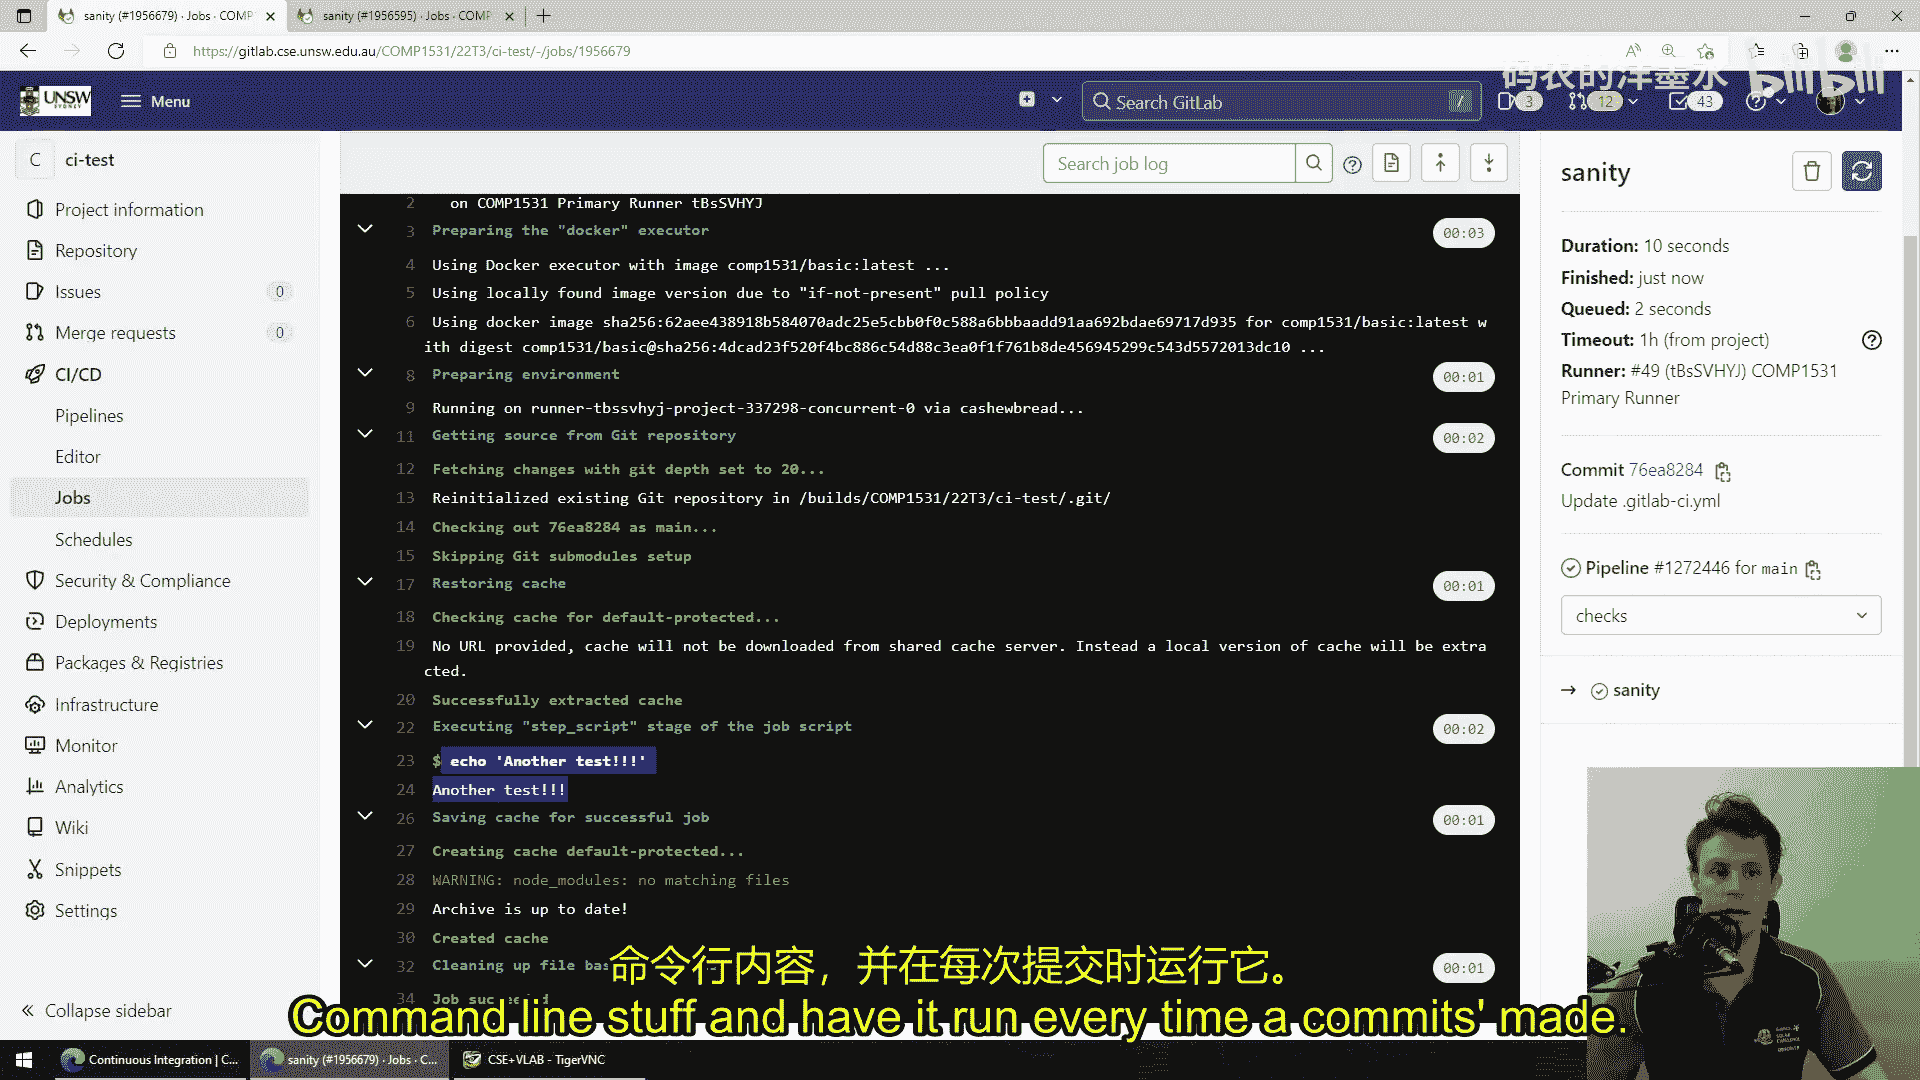 sanity (#1956679) · Jobs · COMP
sanity (#1956595) · Jobs · COMP
https://gitlab.cse.unsw.edu.au/COMP1531/22T3/ci-test/-/jobs/1956679
码农的洋墨水 bilibili
UNSW
SYDNEY
Menu
Search GitLab
/
3
12
43
C
ci-test
Project information
Repository
Issues 0
Merge requests 0
CI/CD
Pipelines
Editor
Jobs
Schedules
Security & Compliance
Deployments
Packages & Registries
Infrastructure
Monitor
Analytics
Wiki
Snippets
Settings
Collapse sidebar
Search job log
2 on COMP1531 Primary Runner tBsSVHYJ
3 Preparing the "docker" executor 00:03
4 Using Docker executor with image comp1531/basic:latest ...
5 Using locally found image version due to "if-not-present" pull policy
6 Using docker image sha256:62aee438918b584070adc25e5cbb0f0c588a6bbbaadd91aa692bdae69717d935 for comp1531/basic:latest w
ith digest comp1531/basic@sha256:4dcad23f520f4bc886c54d88c3ea0f1f761b8de456945299c543d5572013dc10 ...
8 Preparing environment 00:01
9 Running on runner-tbssvhyj-project-337298-concurrent-0 via cashewbread...
11 Getting source from Git repository 00:02
12 Fetching changes with git depth set to 20...
13 Reinitialized existing Git repository in /builds/COMP1531/22T3/ci-test/.git/
14 Checking out 76ea8284 as main...
15 Skipping Git submodules setup
17 Restoring cache 00:01
18 Checking cache for default-protected...
19 No URL provided, cache will not be downloaded from shared cache server. Instead a local version of cache will be extra
cted.
20 Successfully extracted cache
22 Executing "step_script" stage of the job script 00:02
23 $ echo 'Another test!!!'
24 Another test!!!
26 Saving cache for successful job 00:01
27 Creating cache default-protected...
28 WARNING: node_modules: no matching files
29 Archive is up to date!
30 Created cache
32 Cleaning up file bas 00:01
34 Job succeeded
sanity
Duration: 10 seconds
Finished: just now
Queued: 2 seconds
Timeout: 1h (from project)
Runner: #49 (tBsSVHYJ) COMP1531
Primary Runner
Commit 76ea8284
Update .gitlab-ci.yml
Pipeline #1272446 for main
checks
→ sanity
命令行内容，并在每次提交时运行它。
Command line stuff and have it run every time a commits' made.
Continuous Integration | C...
sanity (#1956679) · Jobs · C...
CSE+VLAB - TigerVNC